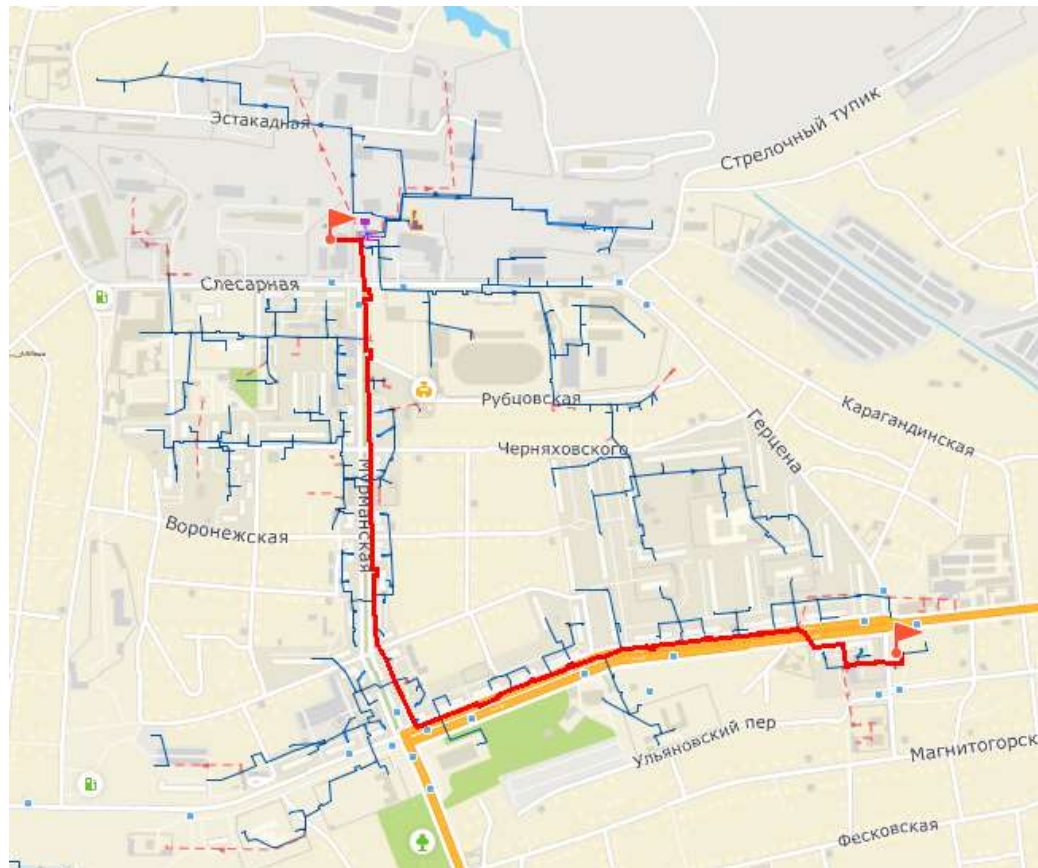 Эстакадная
Стрелочный тупик
Слесарная
Рубцовская
Карагандинская
Герцена
Черняховского
Мурманская
Воронежская
Ульяновский пер
Магнитогорск
Фесковская